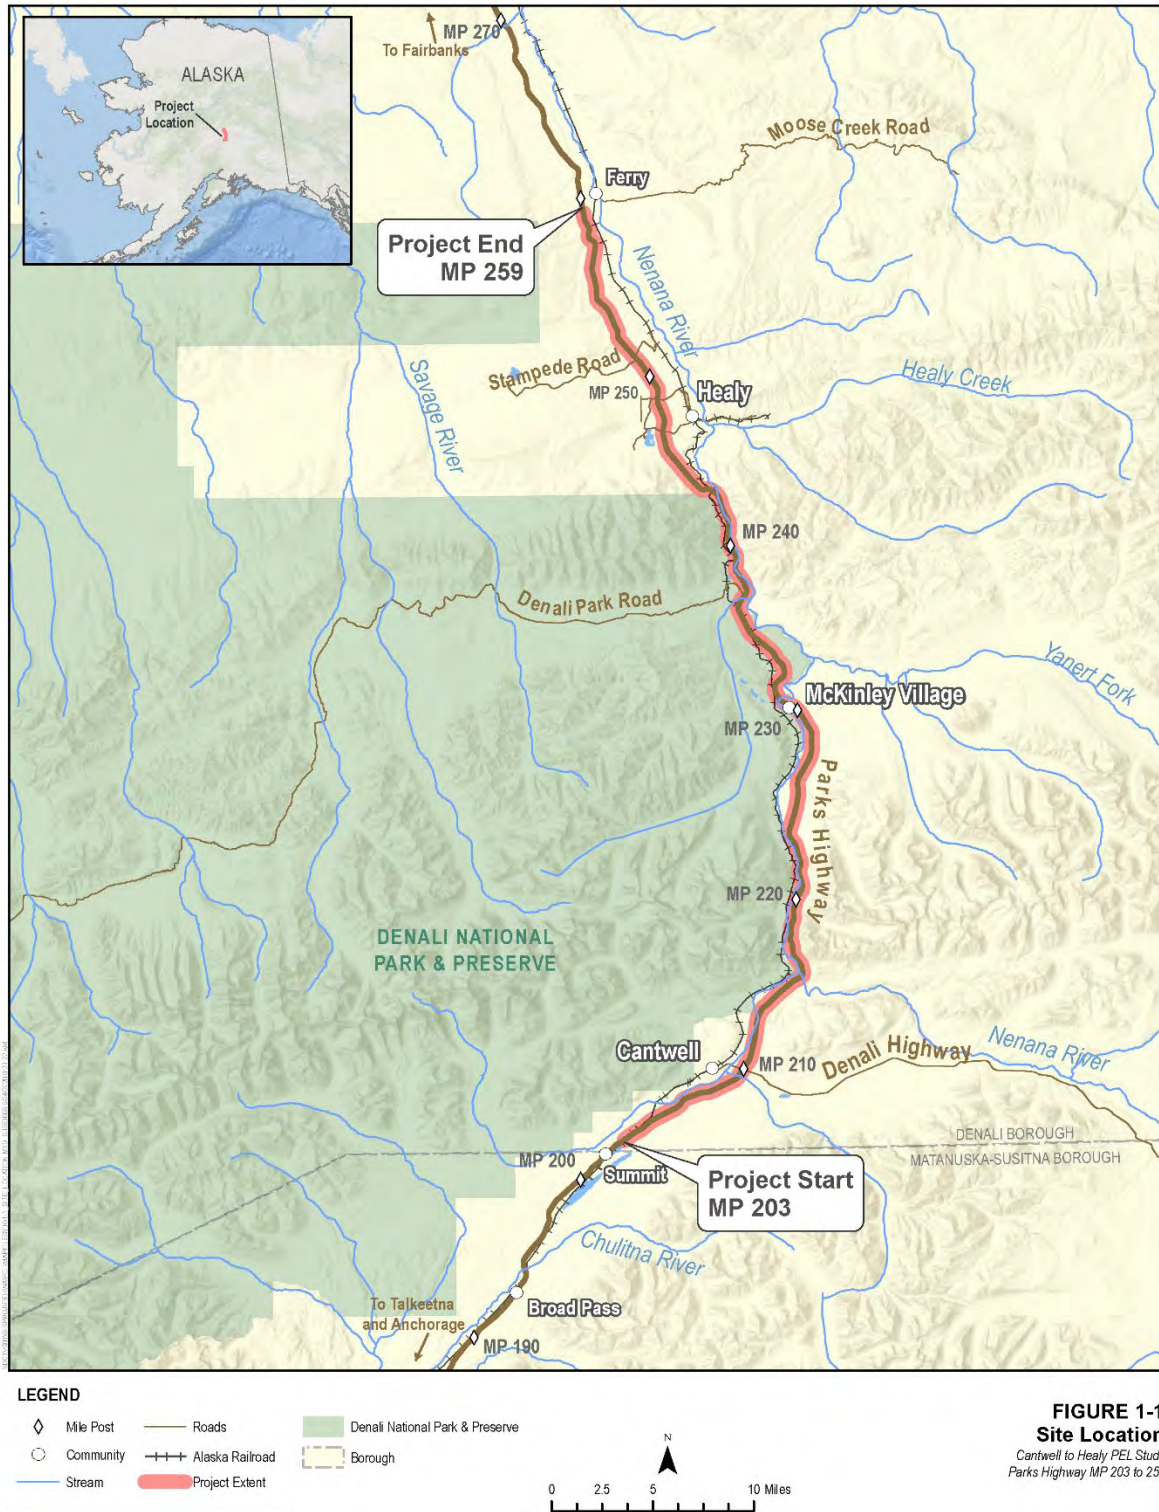 MP 270
To Fairbanks
ALASKA
Project
Location
Moose Creek Road
Ferry
Project End
MP 259
Nenana River
Stampede Road
Savage River
MP 250
Healy
Healy Creek
MP 240
Denali Park Road
Yanert Fork
McKinley Village
MP 230
Parks Highway
MP 220
DENALI NATIONAL
PARK & PRESERVE
Nenana River
Cantwell
Denali Highway
MP 210
DENALI BOROUGH
MATANUSKA-SUSITNA BOROUGH
MP 200
Summit
Project Start
MP 203
Chulitna River
Broad Pass
To Talkeetna
and Anchorage
MP 190
LEGEND
Mile Post
Roads
Denali National Park & Preserve
Community
Alaska Railroad
Borough
Stream
Project Extent
N
0 2.5 5 10 Miles
FIGURE 1-1
Site Location
Cantwell to Healy PEL Stud
Parks Highway MP 203 to 25